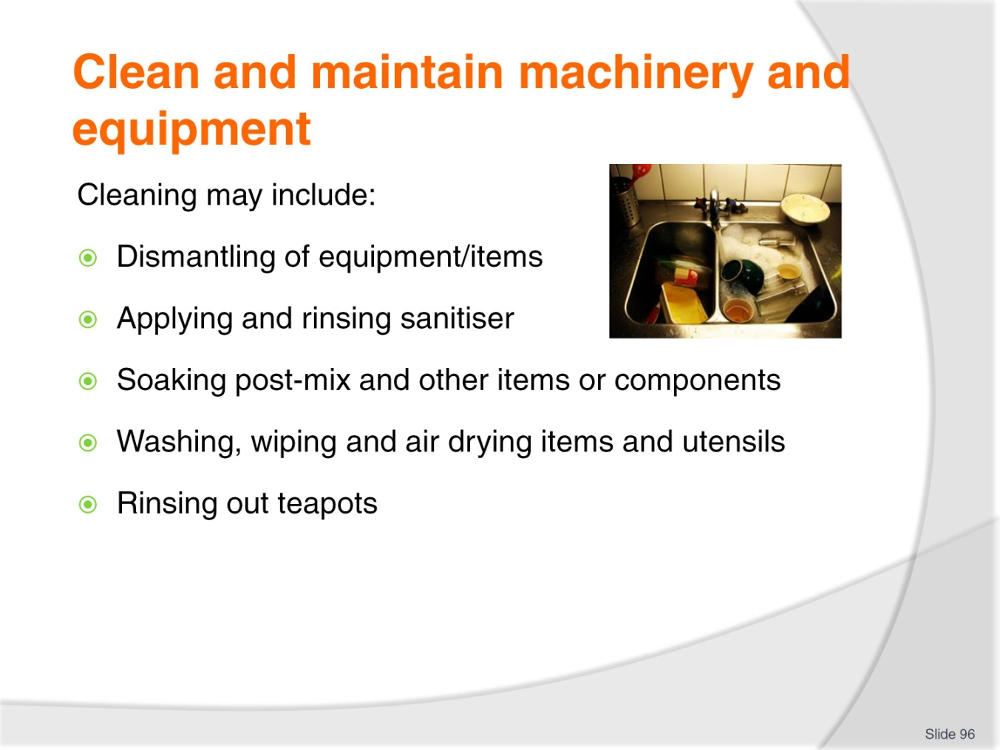 Clean and maintain machinery and
equipment
Cleaning may include:
Dismantling of equipment/items
Applying and rinsing sanitiser
Soaking post-mix and other items or components
Washing, wiping and air drying items and utensils
Rinsing out teapots
Slide 96